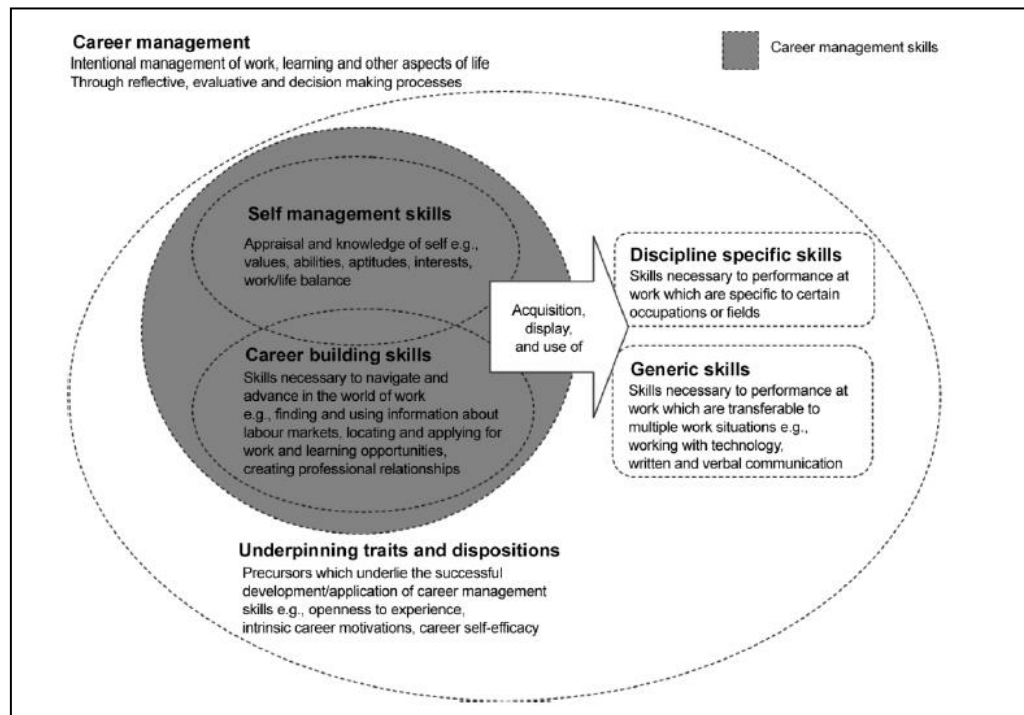 Career management
Intentional management of work, learning and other aspects of life
Through reflective, evaluative and decision making processes
Career management skills
Self management skills
Appraisal and knowledge of self e.g.,
values, abilities, aptitudes, interests,
work/life balance
Career building skills
Skills necessary to navigate and
advance in the world of work
e.g., finding and using information about
labour markets, locating and applying for
work and learning opportunities,
creating professional relationships
Acquisition,
display,
and use of
Discipline specific skills
Skills necessary to performance at
work which are specific to certain
occupations or fields
Generic skills
Skills necessary to performance at
work which are transferable to
multiple work situations e.g.,
working with technology,
written and verbal communication
Underpinning traits and dispositions
Precursors which underlie the successful
development/application of career management
skills e.g., openness to experience,
intrinsic career motivations, career self-efficacy